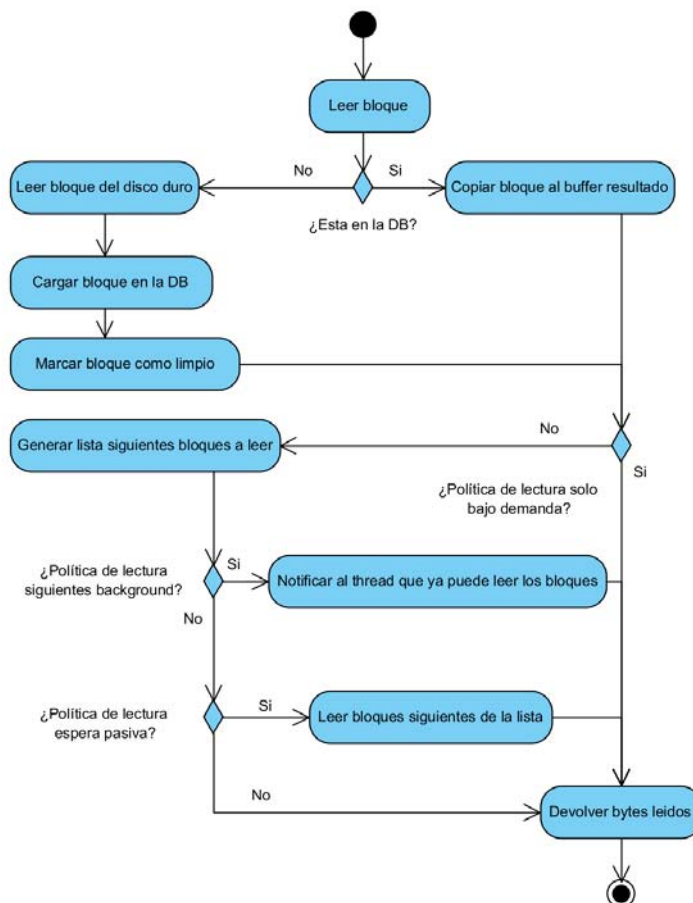 Leer bloque
No
Si
Leer bloque del disco duro
Copiar bloque al buffer resultado
¿Esta en la DB?
Cargar bloque en la DB
Marcar bloque como limpio
No
Generar lista siguientes bloques a leer
Si
¿Política de lectura solo
bajo demanda?
¿Política de lectura
siguientes background?
Si
Notificar al thread que ya puede leer los bloques
No
¿Política de lectura
espera pasiva?
Si
Leer bloques siguientes de la lista
No
Devolver bytes leidos